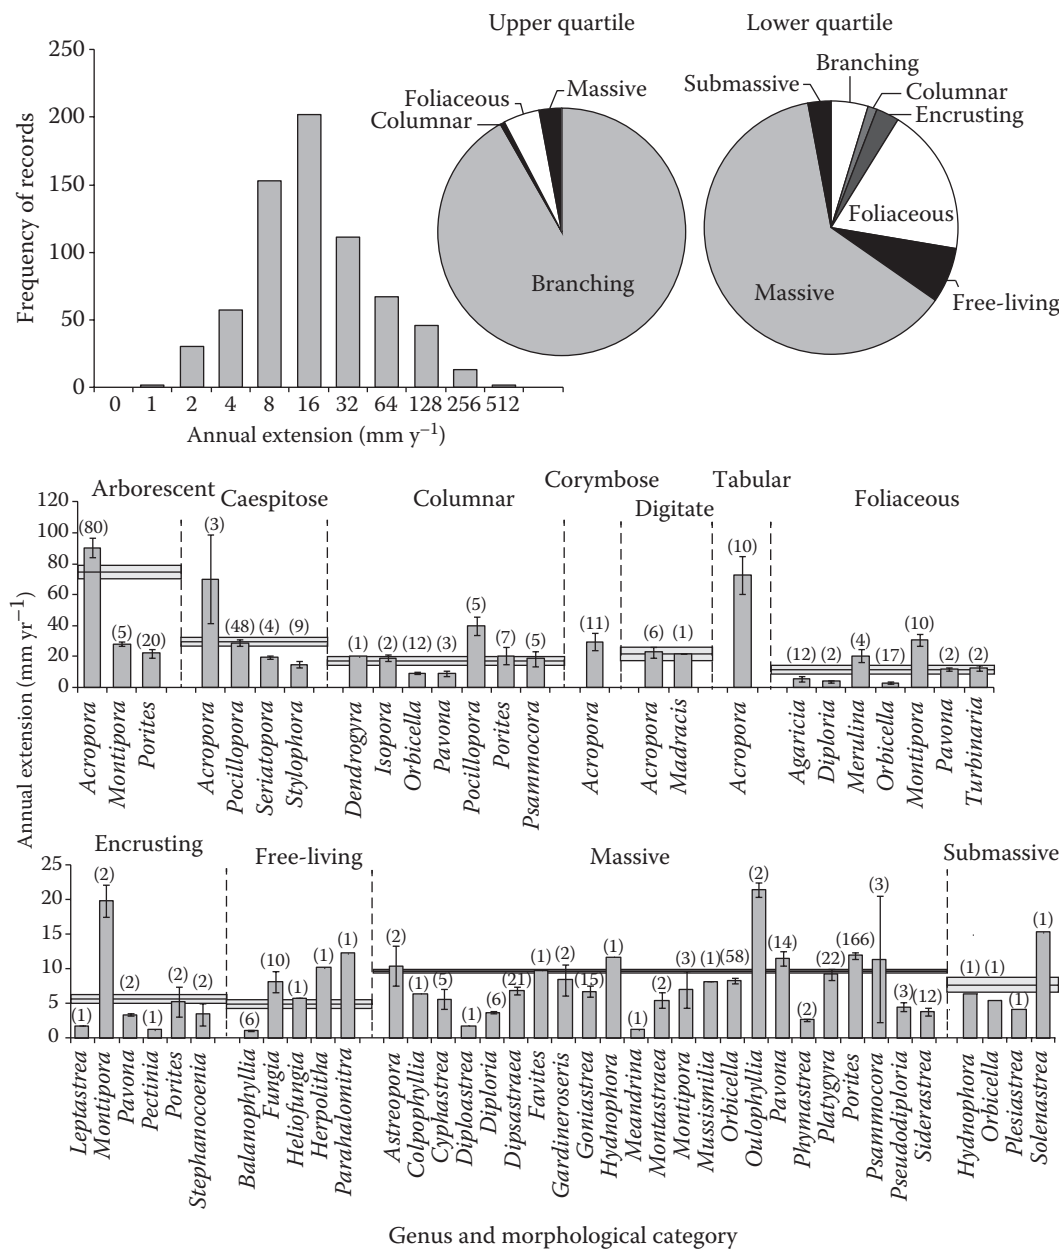 Upper quartile
Lower quartile
250
200
150
100
50
0
Frequency of records
0 1 2 4 8 16 32 64 128 256 512
Annual extension (mm y−1)
Foliaceous
Massive
Columnar
Branching
Branching
Submassive
Columnar
Encrusting
Foliaceous
Massive
Free-living
Annual extension (mm yr−1)
Arborescent
Caespitose
Columnar
Corymbose
Digitate
Tabular
Foliaceous
120
100
80
60
40
20
0
(80) (5) (20) (3) (48) (4) (9) (1) (2) (12) (3) (5) (7) (5) (11) (6) (1) (10) (12) (2) (4) (17) (10) (2) (2)
Acropora
Montipora
Porites
Acropora
Pocillopora
Seriatopora
Stylophora
Dendrogyra
Isopora
Orbicella
Pavona
Pocillopora
Porites
Psammocora
Acropora
Acropora
Madracis
Acropora
Agaricia
Diploria
Merulina
Orbicella
Montipora
Pavona
Turbinaria
Encrusting
Free-living
Massive
Submassive
25
20
15
10
5
0
(1) (2) (2) (1) (2) (2) (6) (10) (1) (1) (1) (2) (1) (5) (1) (6) (21) (1) (2) (15) (1) (1) (2) (3) (1) (58) (2) (14) (2) (22) (166) (3) (3) (12) (1) (1) (1) (1)
Leptastrea
Montipora
Pavona
Pectinia
Porites
Stephanocoenia
Balanophyllia
Fungia
Heliofungia
Herpolitha
Parahalomitra
Astreopora
Colpophyllia
Cyphastrea
Diploastrea
Diploria
Dipsastraea
Favites
Gardineroseris
Goniastrea
Hydnophora
Meandrina
Montastraea
Montipora
Mussismilia
Orbicella
Oulophyllia
Pavona
Phymastrea
Platygyra
Porites
Psammocora
Pseudodiploria
Siderastrea
Hydnophora
Orbicella
Plesiastrea
Solenastrea
Genus and morphological category